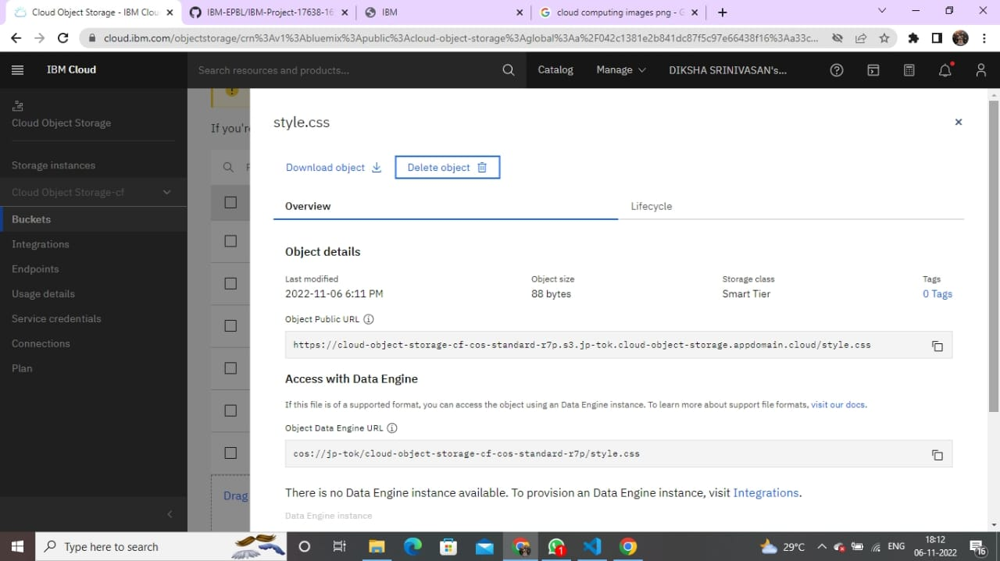 Cloud Object Storage - IBM Clou
IBM-EPBL/IBM-Project-17638-16
IBM
cloud computing images png - G
cloud.ibm.com/objectstorage/crn%3Av1%3Abluemix%3Apublic%3Acloud-object-storage%3Aglobal%3Aa%2F042c1381e2b841dc87f5c97e66438f16%3Aa33c...
IBM Cloud
Search resources and products...
Catalog
Manage
DIKSHA SRINIVASAN's...
Cloud Object Storage
Storage instances
Cloud Object Storage-cf
Buckets
Integrations
Endpoints
Usage details
Service credentials
Connections
Plan
If you're
Drag
style.css
Download object
Delete object
Overview
Lifecycle
Object details
Last modified
Object size
Storage class
Tags
2022-11-06 6:11 PM
88 bytes
Smart Tier
0 Tags
Object Public URL
https://cloud-object-storage-cf-cos-standard-r7p.s3.jp-tok.cloud-object-storage.appdomain.cloud/style.css
Access with Data Engine
If this file is of a supported format, you can access the object using an Data Engine instance. To learn more about support file formats, visit our docs.
Object Data Engine URL
cos://jp-tok/cloud-object-storage-cf-cos-standard-r7p/style.css
There is no Data Engine instance available. To provision an Data Engine instance, visit Integrations.
Data Engine instance
Type here to search
1
29°C
ENG
18:12
06-11-2022
16